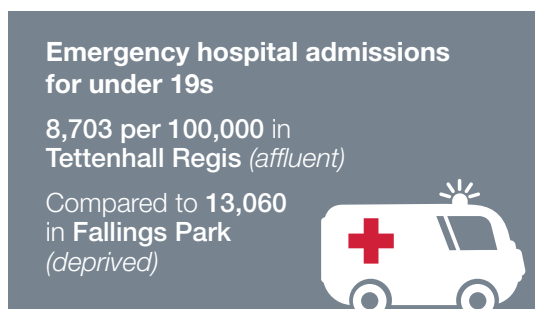 Emergency hospital admissions
for under 19s
8,703 per 100,000 in
Tettenhall Regis (affluent)
Compared to 13,060
in Fallings Park
(deprived)